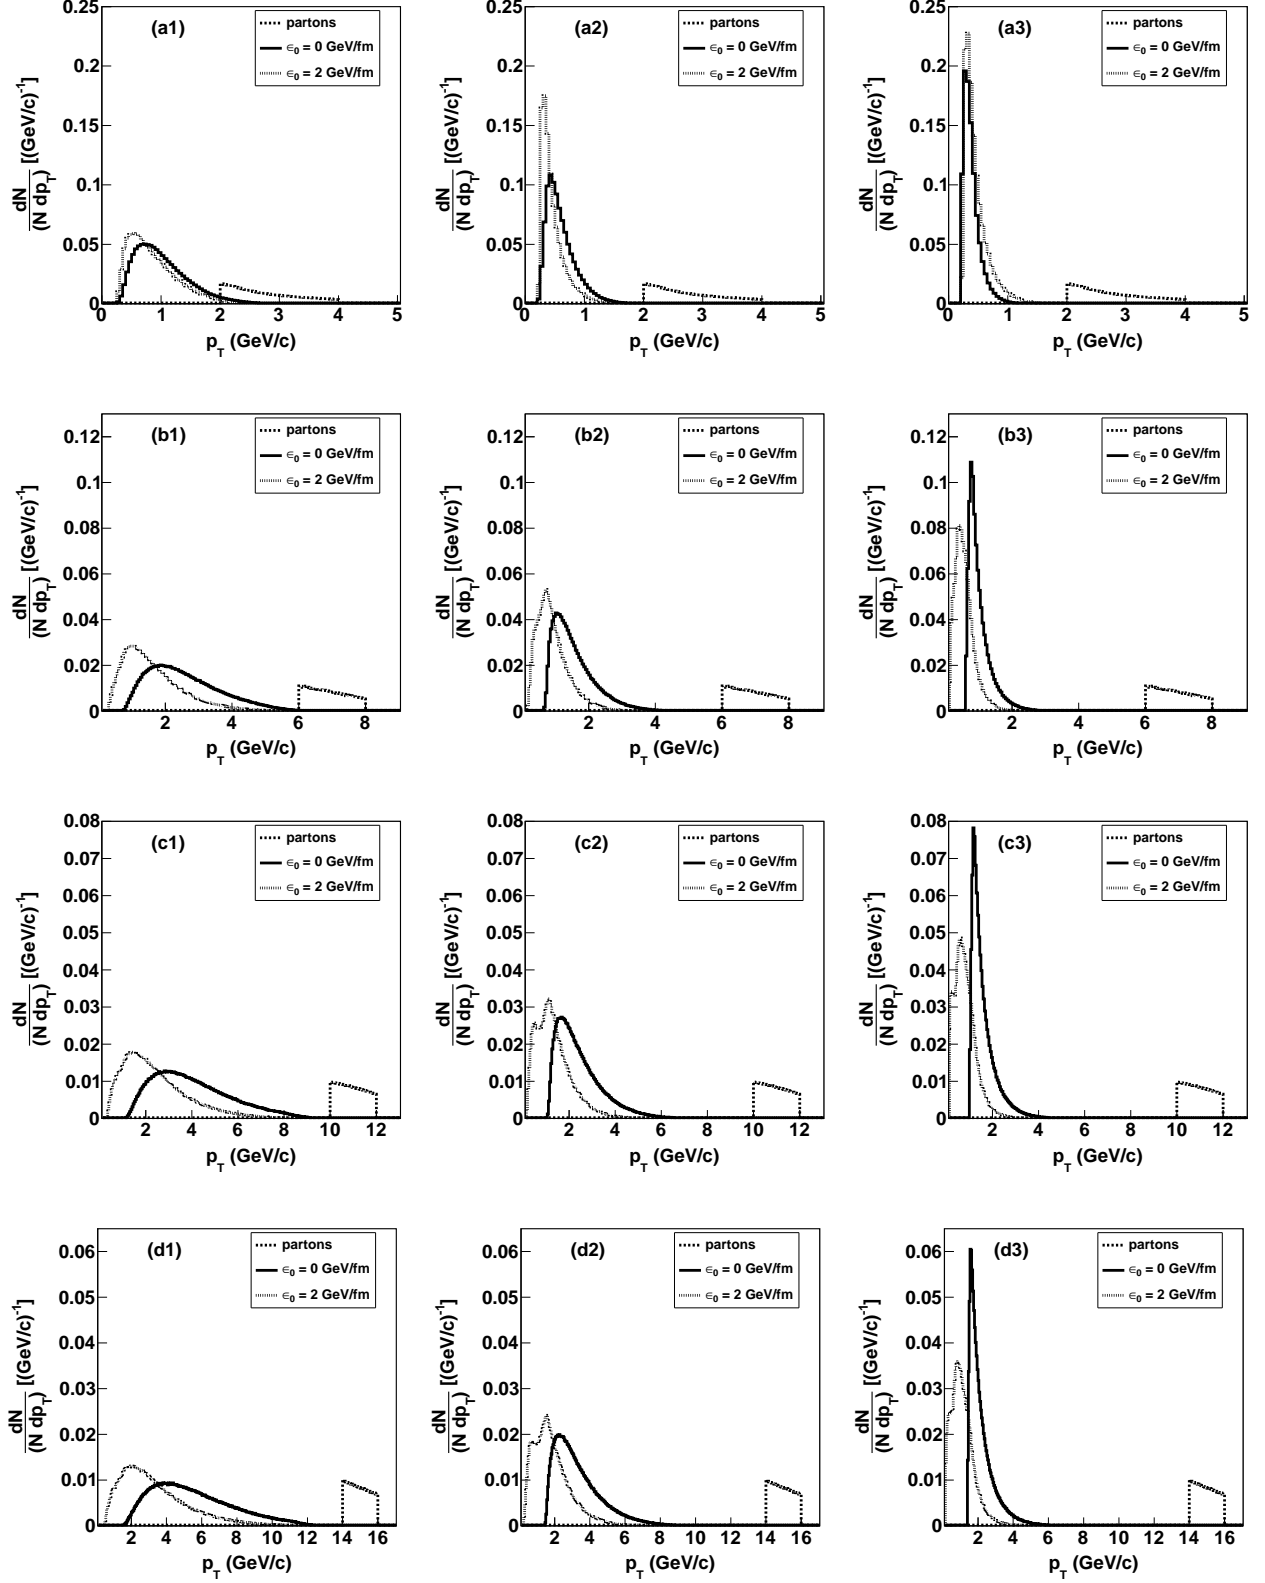 (a1)
partons
ϵ₀ = 0 GeV/fm
ϵ₀ = 2 GeV/fm
dN/(N dp_T) [(GeV/c)⁻¹]
0.25
0.2
0.15
0.1
0.05
0
0 1 2 3 4 5
p_T (GeV/c)
(a2)
partons
ϵ₀ = 0 GeV/fm
ϵ₀ = 2 GeV/fm
dN/(N dp_T) [(GeV/c)⁻¹]
0.25
0.2
0.15
0.1
0.05
0
0 1 2 3 4 5
p_T (GeV/c)
(a3)
partons
ϵ₀ = 0 GeV/fm
ϵ₀ = 2 GeV/fm
dN/(N dp_T) [(GeV/c)⁻¹]
0.25
0.2
0.15
0.1
0.05
0
0 1 2 3 4 5
p_T (GeV/c)
(b1)
partons
ϵ₀ = 0 GeV/fm
ϵ₀ = 2 GeV/fm
dN/(N dp_T) [(GeV/c)⁻¹]
0.12
0.1
0.08
0.06
0.04
0.02
0
2 4 6 8
p_T (GeV/c)
(b2)
partons
ϵ₀ = 0 GeV/fm
ϵ₀ = 2 GeV/fm
dN/(N dp_T) [(GeV/c)⁻¹]
0.12
0.1
0.08
0.06
0.04
0.02
0
2 4 6 8
p_T (GeV/c)
(b3)
partons
ϵ₀ = 0 GeV/fm
ϵ₀ = 2 GeV/fm
dN/(N dp_T) [(GeV/c)⁻¹]
0.12
0.1
0.08
0.06
0.04
0.02
0
2 4 6 8
p_T (GeV/c)
(c1)
partons
ϵ₀ = 0 GeV/fm
ϵ₀ = 2 GeV/fm
dN/(N dp_T) [(GeV/c)⁻¹]
0.08
0.07
0.06
0.05
0.04
0.03
0.02
0.01
0
2 4 6 8 10 12
p_T (GeV/c)
(c2)
partons
ϵ₀ = 0 GeV/fm
ϵ₀ = 2 GeV/fm
dN/(N dp_T) [(GeV/c)⁻¹]
0.08
0.07
0.06
0.05
0.04
0.03
0.02
0.01
0
2 4 6 8 10 12
p_T (GeV/c)
(c3)
partons
ϵ₀ = 0 GeV/fm
ϵ₀ = 2 GeV/fm
dN/(N dp_T) [(GeV/c)⁻¹]
0.08
0.07
0.06
0.05
0.04
0.03
0.02
0.01
0
2 4 6 8 10 12
p_T (GeV/c)
(d1)
partons
ϵ₀ = 0 GeV/fm
ϵ₀ = 2 GeV/fm
dN/(N dp_T) [(GeV/c)⁻¹]
0.06
0.05
0.04
0.03
0.02
0.01
0
2 4 6 8 10 12 14 16
p_T (GeV/c)
(d2)
partons
ϵ₀ = 0 GeV/fm
ϵ₀ = 2 GeV/fm
dN/(N dp_T) [(GeV/c)⁻¹]
0.06
0.05
0.04
0.03
0.02
0.01
0
2 4 6 8 10 12 14 16
p_T (GeV/c)
(d3)
partons
ϵ₀ = 0 GeV/fm
ϵ₀ = 2 GeV/fm
dN/(N dp_T) [(GeV/c)⁻¹]
0.06
0.05
0.04
0.03
0.02
0.01
0
2 4 6 8 10 12 14 16
p_T (GeV/c)